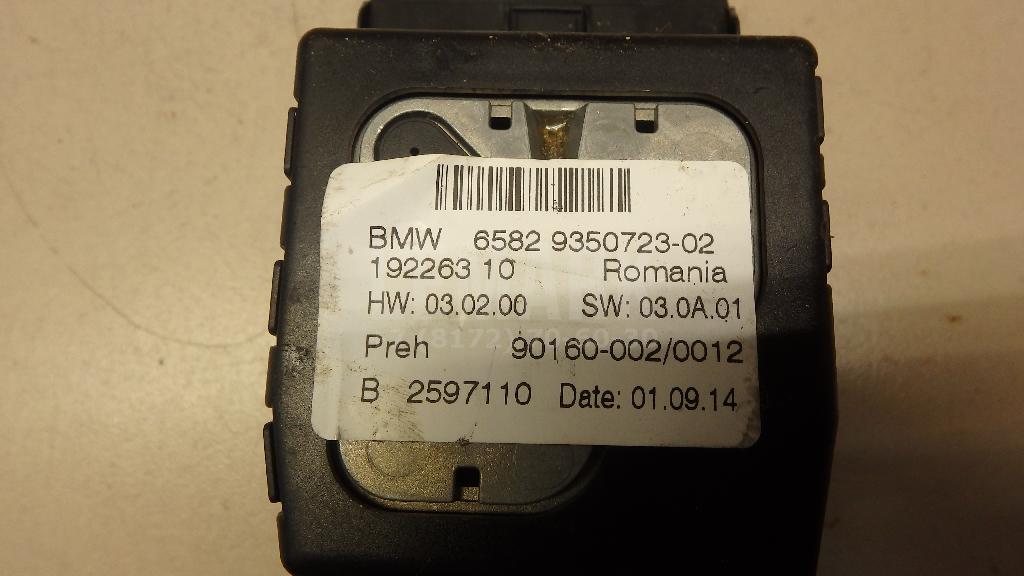 BMW 6582 9350723-02
192263 10 Romania
HW: 03.02.00 SW: 03.0A.01
Preh 90160-002/0012
B 2597110 Date: 01.09.14